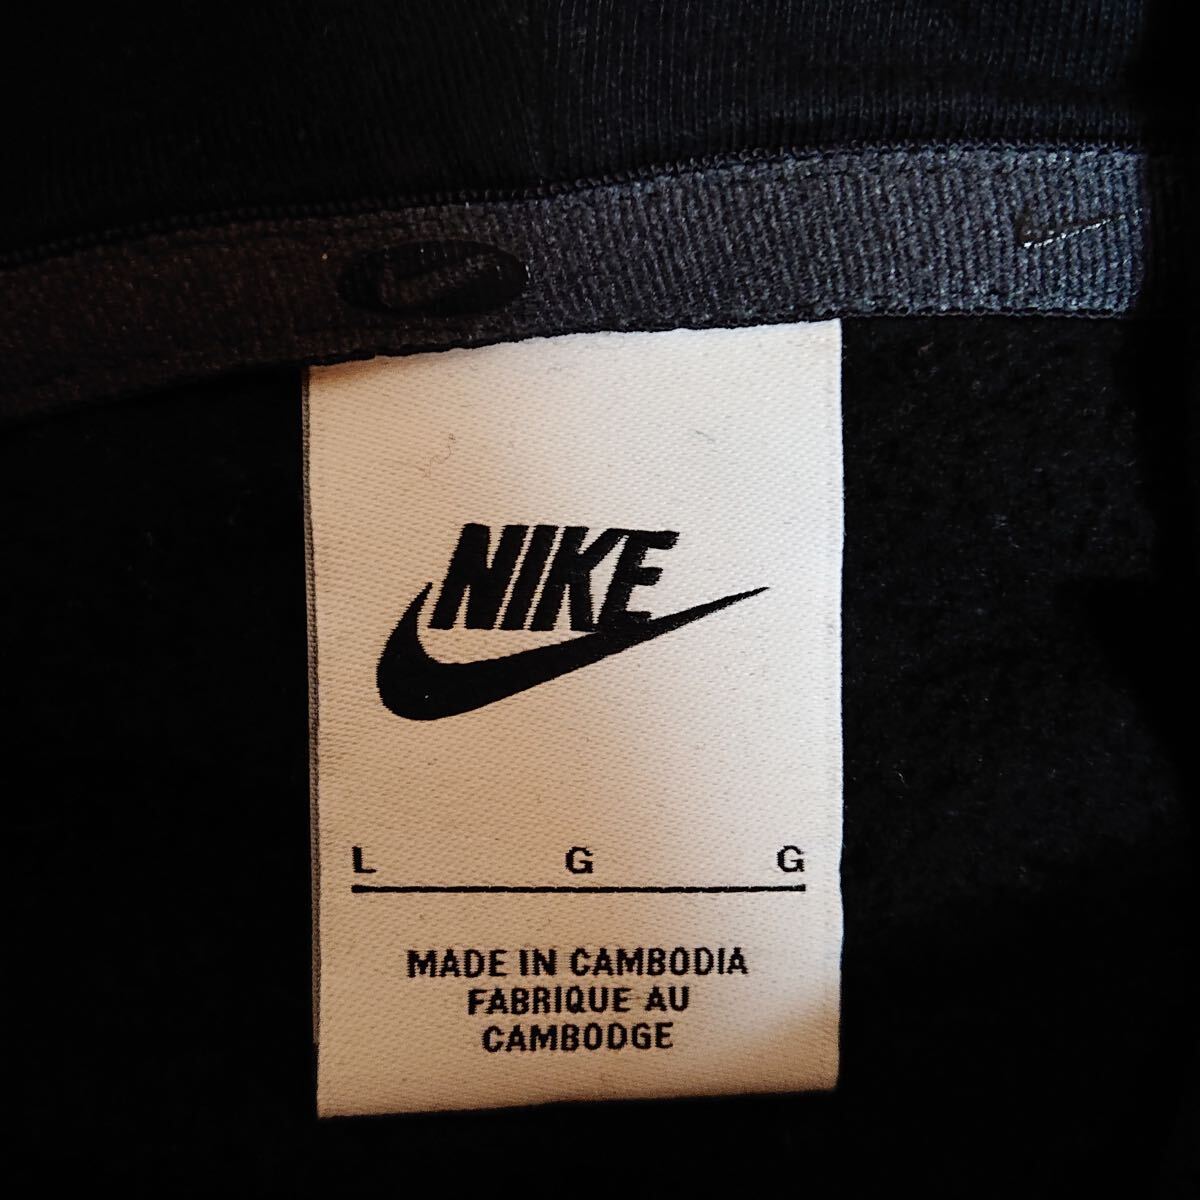 NIKE
L G G
MADE IN CAMBODIA
FABRIQUE AU
CAMBODGE